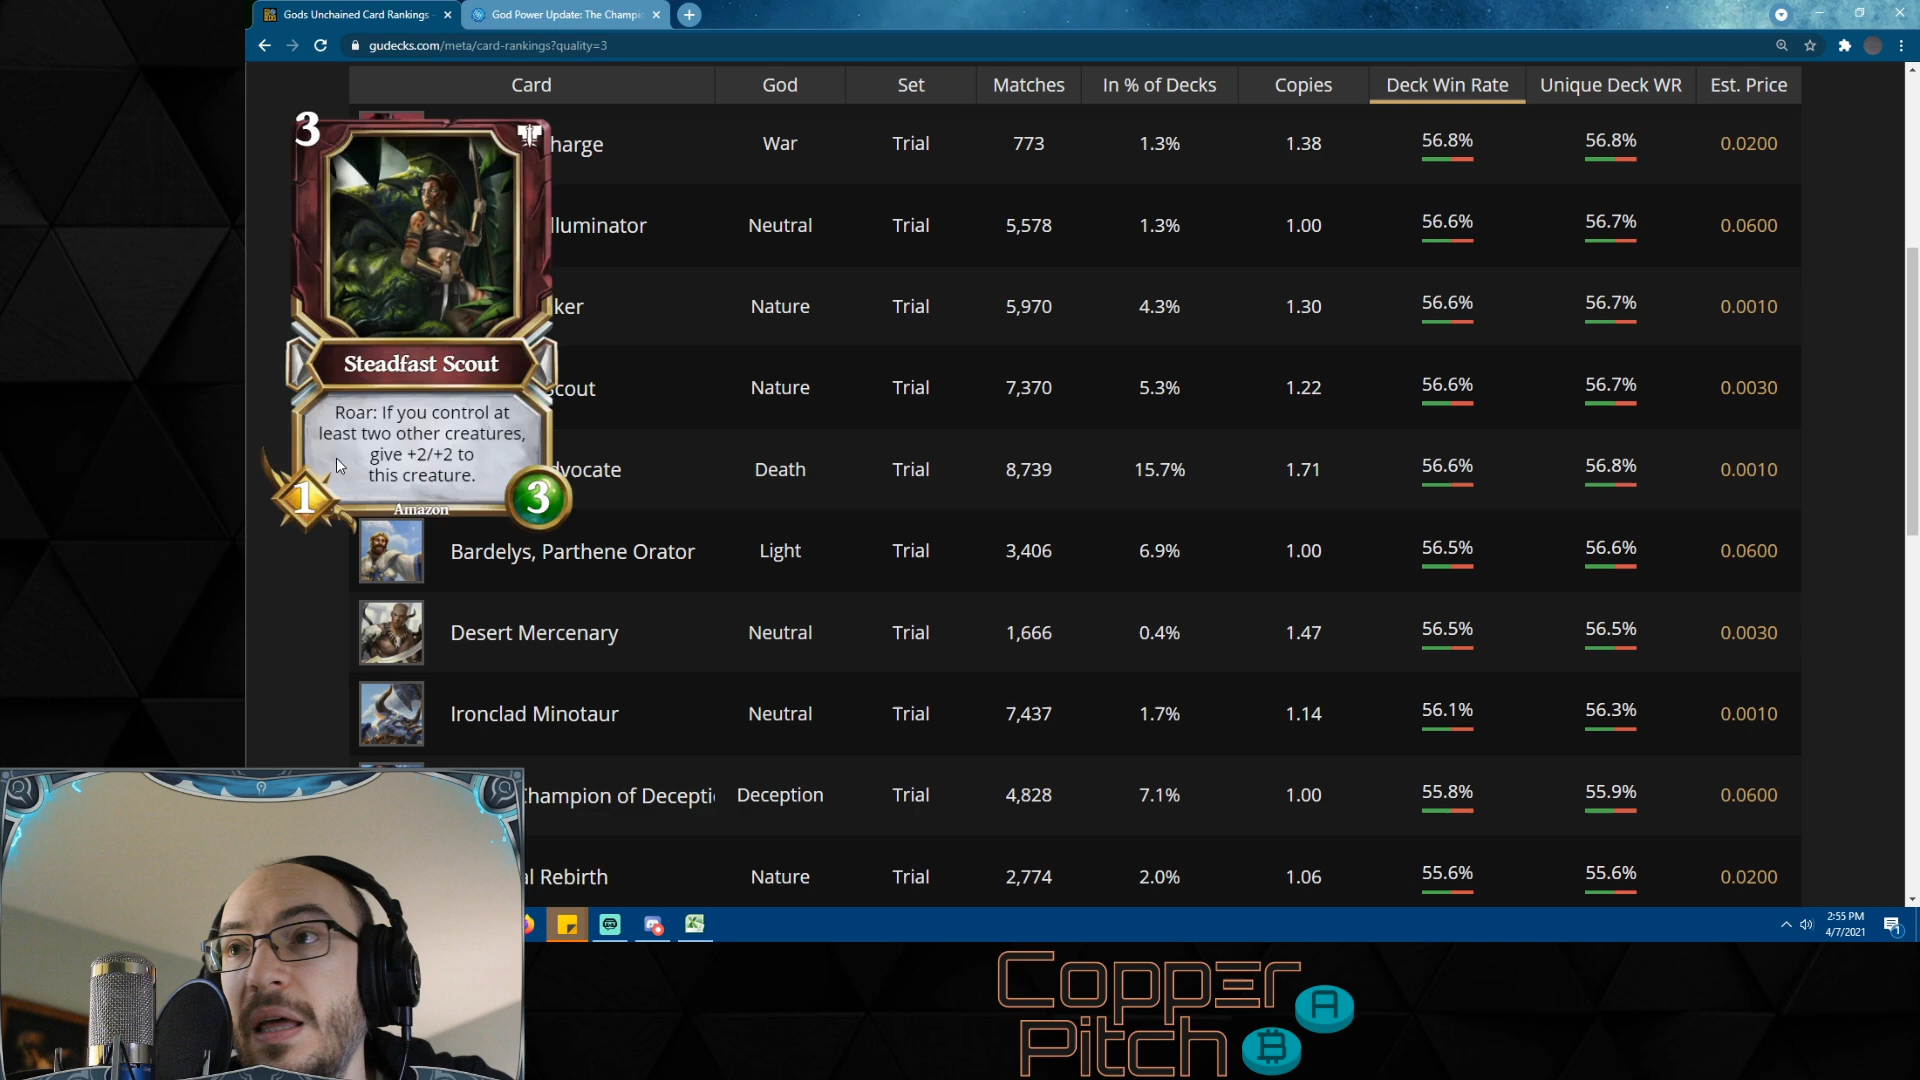 Gods Unchained Card Rankings
God Power Update: The Champi
gudecks.com/meta/card-rankings?quality=3
Card God Set Matches In % of Decks Copies Deck Win Rate Unique Deck WR Est. Price
harge War Trial 773 1.3% 1.38 56.8% 56.8% 0.0200
lluminator Neutral Trial 5,578 1.3% 1.00 56.6% 56.7% 0.0600
ker Nature Trial 5,970 4.3% 1.30 56.6% 56.7% 0.0010
cout Nature Trial 7,370 5.3% 1.22 56.6% 56.7% 0.0030
dvocate Death Trial 8,739 15.7% 1.71 56.6% 56.8% 0.0010
Bardelys, Parthene Orator Light Trial 3,406 6.9% 1.00 56.5% 56.6% 0.0600
Desert Mercenary Neutral Trial 1,666 0.4% 1.47 56.5% 56.5% 0.0030
Ironclad Minotaur Neutral Trial 7,437 1.7% 1.14 56.1% 56.3% 0.0010
hampion of Decepti Deception Trial 4,828 7.1% 1.00 55.8% 55.9% 0.0600
al Rebirth Nature Trial 2,774 2.0% 1.06 55.6% 55.6% 0.0200
3
Steadfast Scout
Roar: If you control at
least two other creatures,
give +2/+2 to
this creature.
1
3
Amazon
2:55 PM
4/7/2021
1
Copper
Pitch
A
B